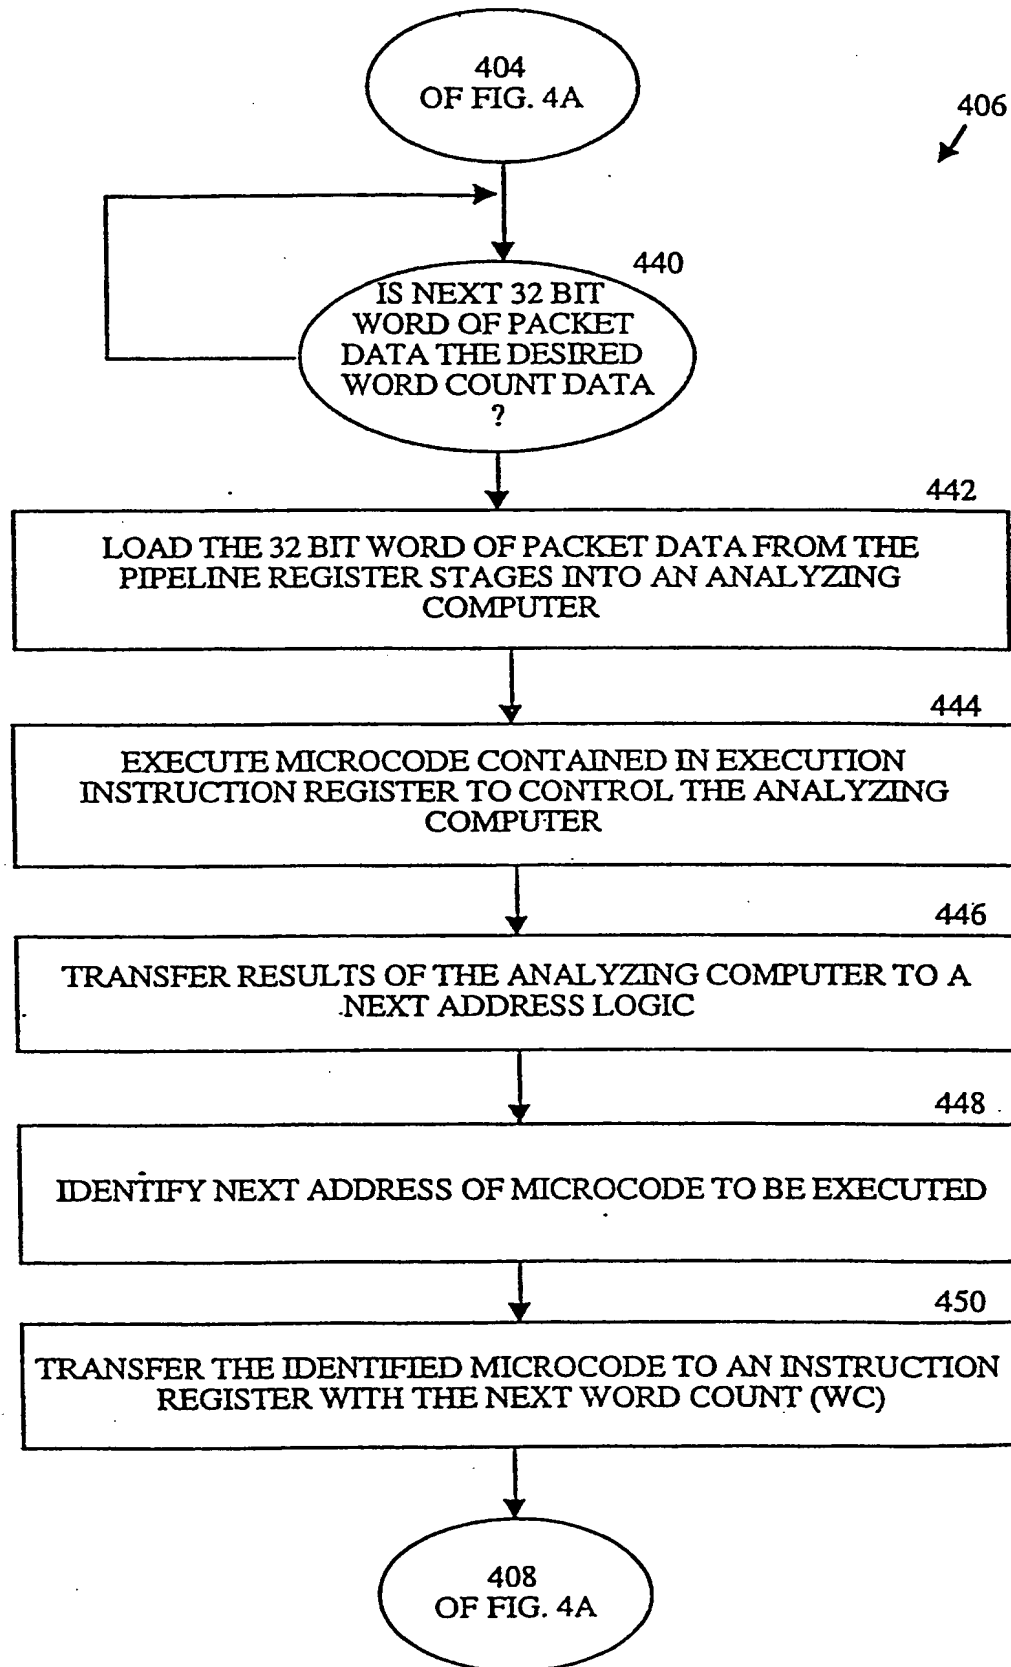 404
OF FIG. 4A
406
440
IS NEXT 32 BIT
WORD OF PACKET
DATA THE DESIRED
WORD COUNT DATA
?
442
LOAD THE 32 BIT WORD OF PACKET DATA FROM THE
PIPELINE REGISTER STAGES INTO AN ANALYZING
COMPUTER
444
EXECUTE MICROCODE CONTAINED IN EXECUTION
INSTRUCTION REGISTER TO CONTROL THE ANALYZING
COMPUTER
446
TRANSFER RESULTS OF THE ANALYZING COMPUTER TO A
NEXT ADDRESS LOGIC
448
IDENTIFY NEXT ADDRESS OF MICROCODE TO BE EXECUTED
450
TRANSFER THE IDENTIFIED MICROCODE TO AN INSTRUCTION
REGISTER WITH THE NEXT WORD COUNT (WC)
408
OF FIG. 4A